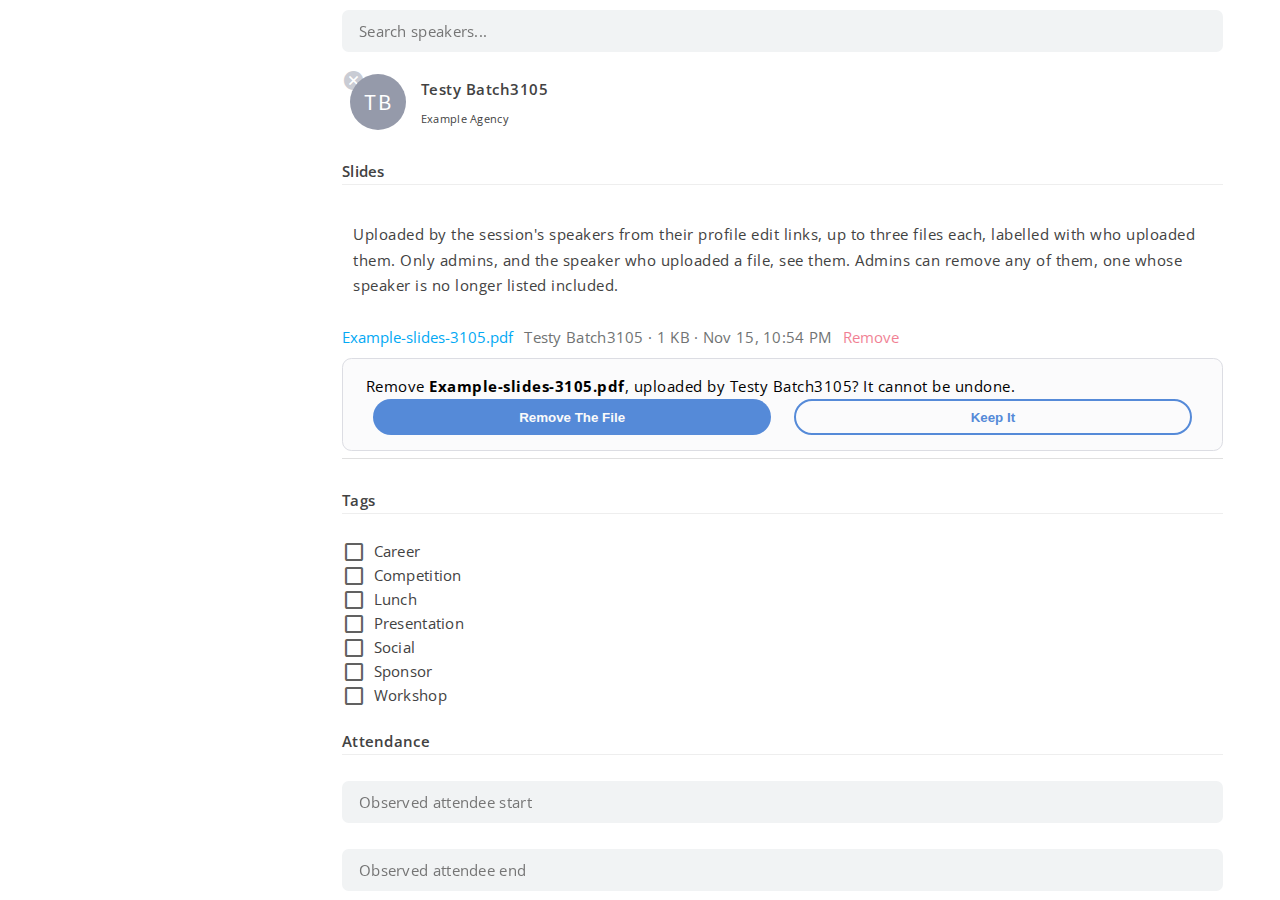 Search speakers...
TB
Testy Batch3105
Example Agency
Slides
Uploaded by the session's speakers from their profile edit links, up to three files each, labelled with who uploaded
them. Only admins, and the speaker who uploaded a file, see them. Admins can remove any of them, one whose
speaker is no longer listed included.
Example-slides-3105.pdf Testy Batch3105 · 1 KB · Nov 15, 10:54 PM Remove
Remove Example-slides-3105.pdf, uploaded by Testy Batch3105? It cannot be undone.
Remove The File Keep It
Tags
Career
Competition
Lunch
Presentation
Social
Sponsor
Workshop
Attendance
Observed attendee start
Observed attendee end